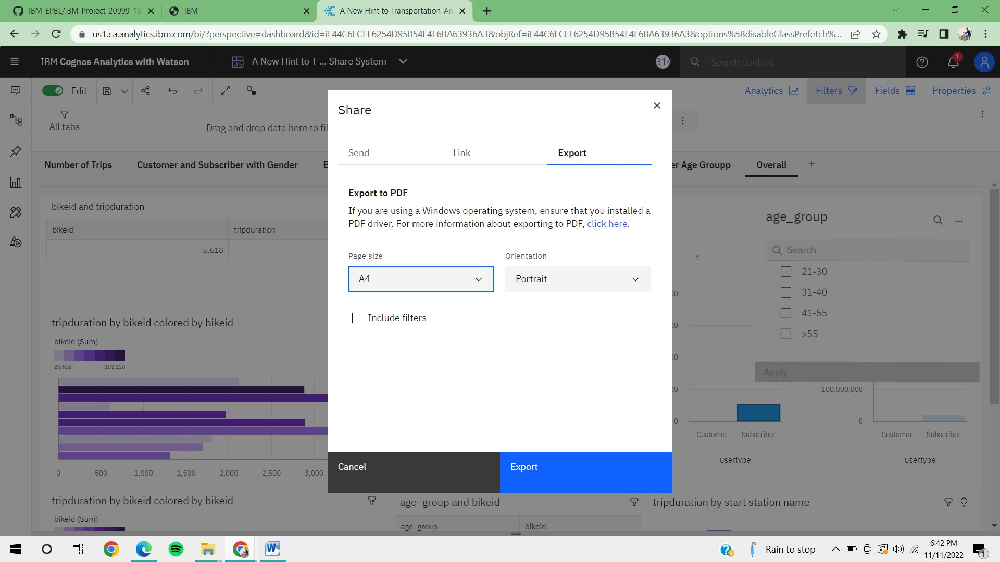 IBM-EPBL/IBM-Project-20999-16
IBM
A New Hint to Transportation-An
us1.ca.analytics.ibm.com/bi/?perspective=dashboard&id=iF44C6FCEE6254D95B54F4E6BA63936A3&objRef=iF44C6FCEE6254D95B54F4E6BA63936A3&options%5BdisableGlassPrefetch%...
IBM Cognos Analytics with Watson
A New Hint to T ... Share System
314
Search content
1
Edit
Analytics
Filters
Fields
Properties
All tabs
Drag and drop data here to fil
Number of Trips
Customer and Subscriber with Gender
er Age Groupp
Overall
Share
Send
Link
Export
Export to PDF
If you are using a Windows operating system, ensure that you installed a
PDF driver. For more information about exporting to PDF, click here.
Page size
Orientation
A4
Portrait
Include filters
Cancel
Export
bikeid and tripduration
bikeid
tripduration
5,618
tripduration by bikeid colored by bikeid
bikeid (Sum)
20,618
103,120
0
500
1,000
1,500
2,000
2,500
3,000
age_group
Search
21-30
31-40
41-55
>55
Apply
1
00
00
00
00
0
Customer
Subscriber
usertype
100,000,000
0
Customer
Subscriber
usertype
tripduration by bikeid colored by bikeid
bikeid (Sum)
age_group and bikeid
age_group
bikeid
tripduration by start station name
Rain to stop
6:42 PM
11/11/2022
1